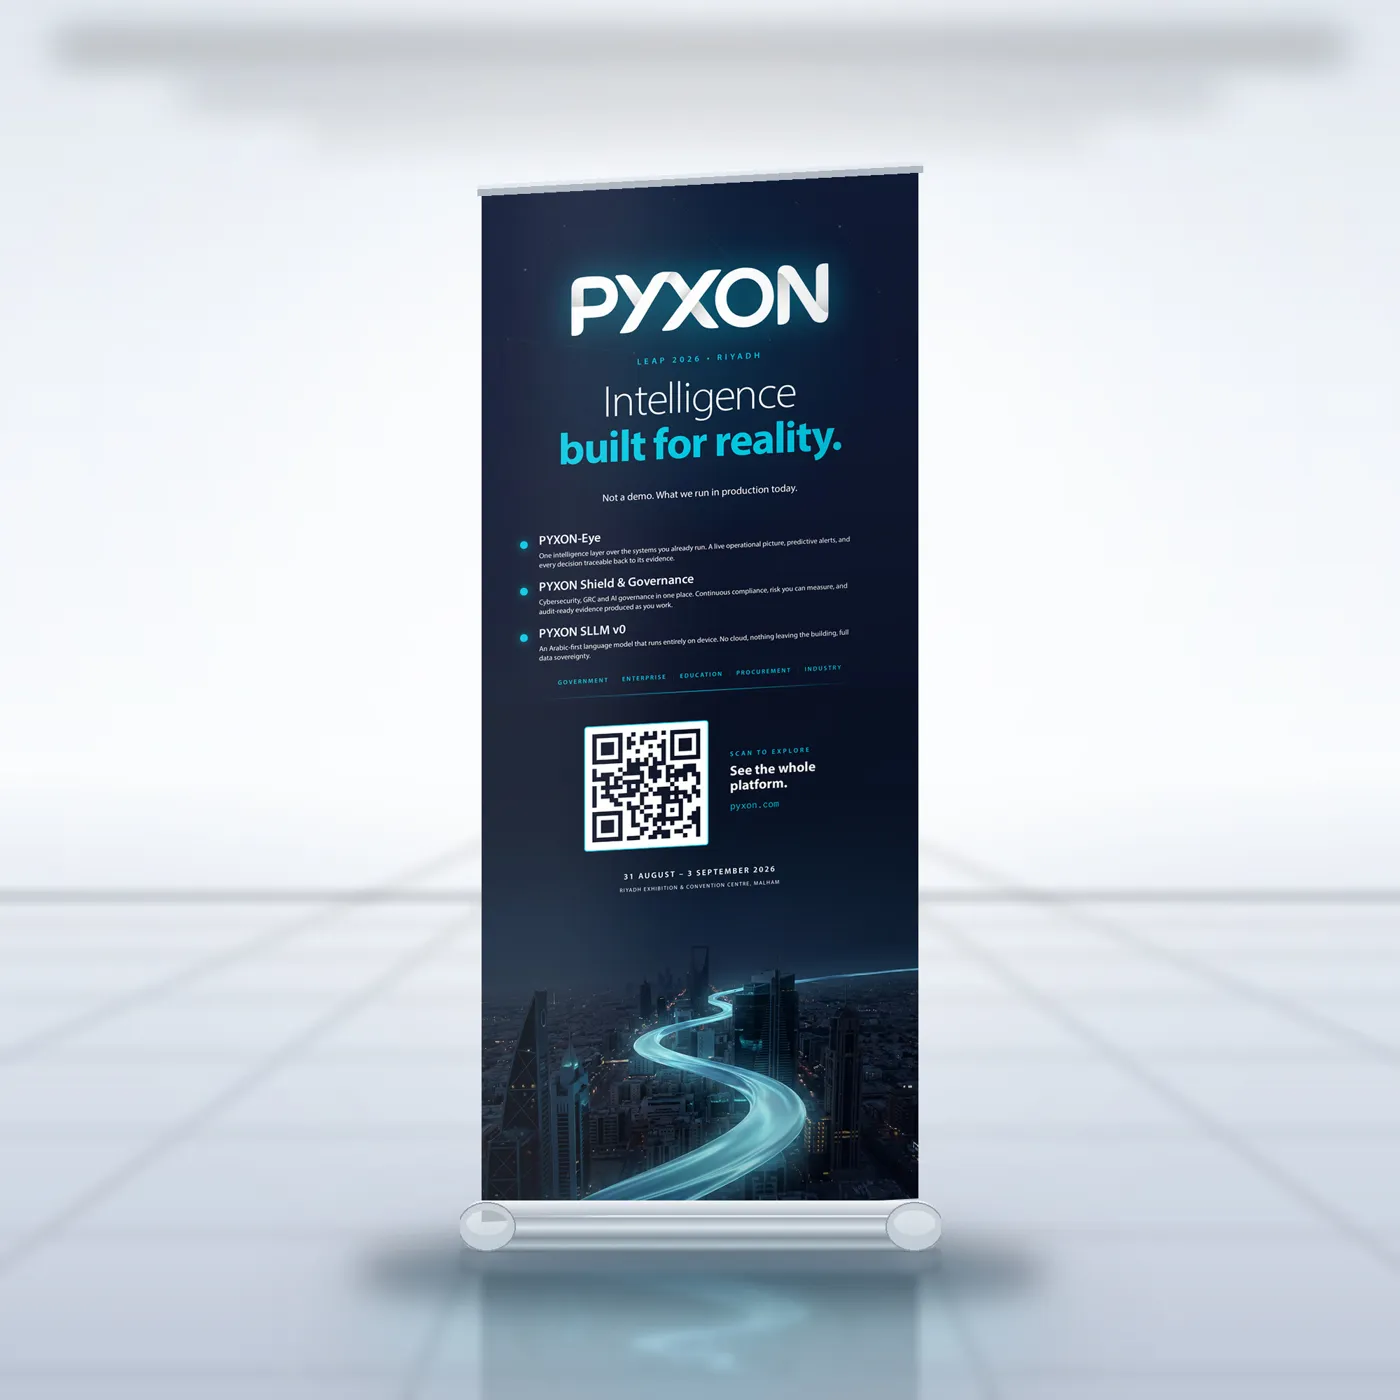 PYXON
LEAP 2026 • RIYADH
Intelligence
built for reality.
Not a demo. What we run in production today.
PYXON-Eye
One intelligence layer over the systems you already run. A live operational picture, predictive alerts, and
every decision traceable back to its evidence.
PYXON Shield & Governance
Cybersecurity, GRC and AI governance in one place. Continuous compliance, risk you can measure, and
audit-ready evidence produced as you work.
PYXON SLLM v0
An Arabic-first language model that runs entirely on device. No cloud, nothing leaving the building, full
data sovereignty.
GOVERNMENT ENTERPRISE EDUCATION PROCUREMENT INDUSTRY
SCAN TO EXPLORE
See the whole
platform.
pyxon.com
31 AUGUST – 3 SEPTEMBER 2026
RIYADH EXHIBITION & CONVENTION CENTRE, MALHAM